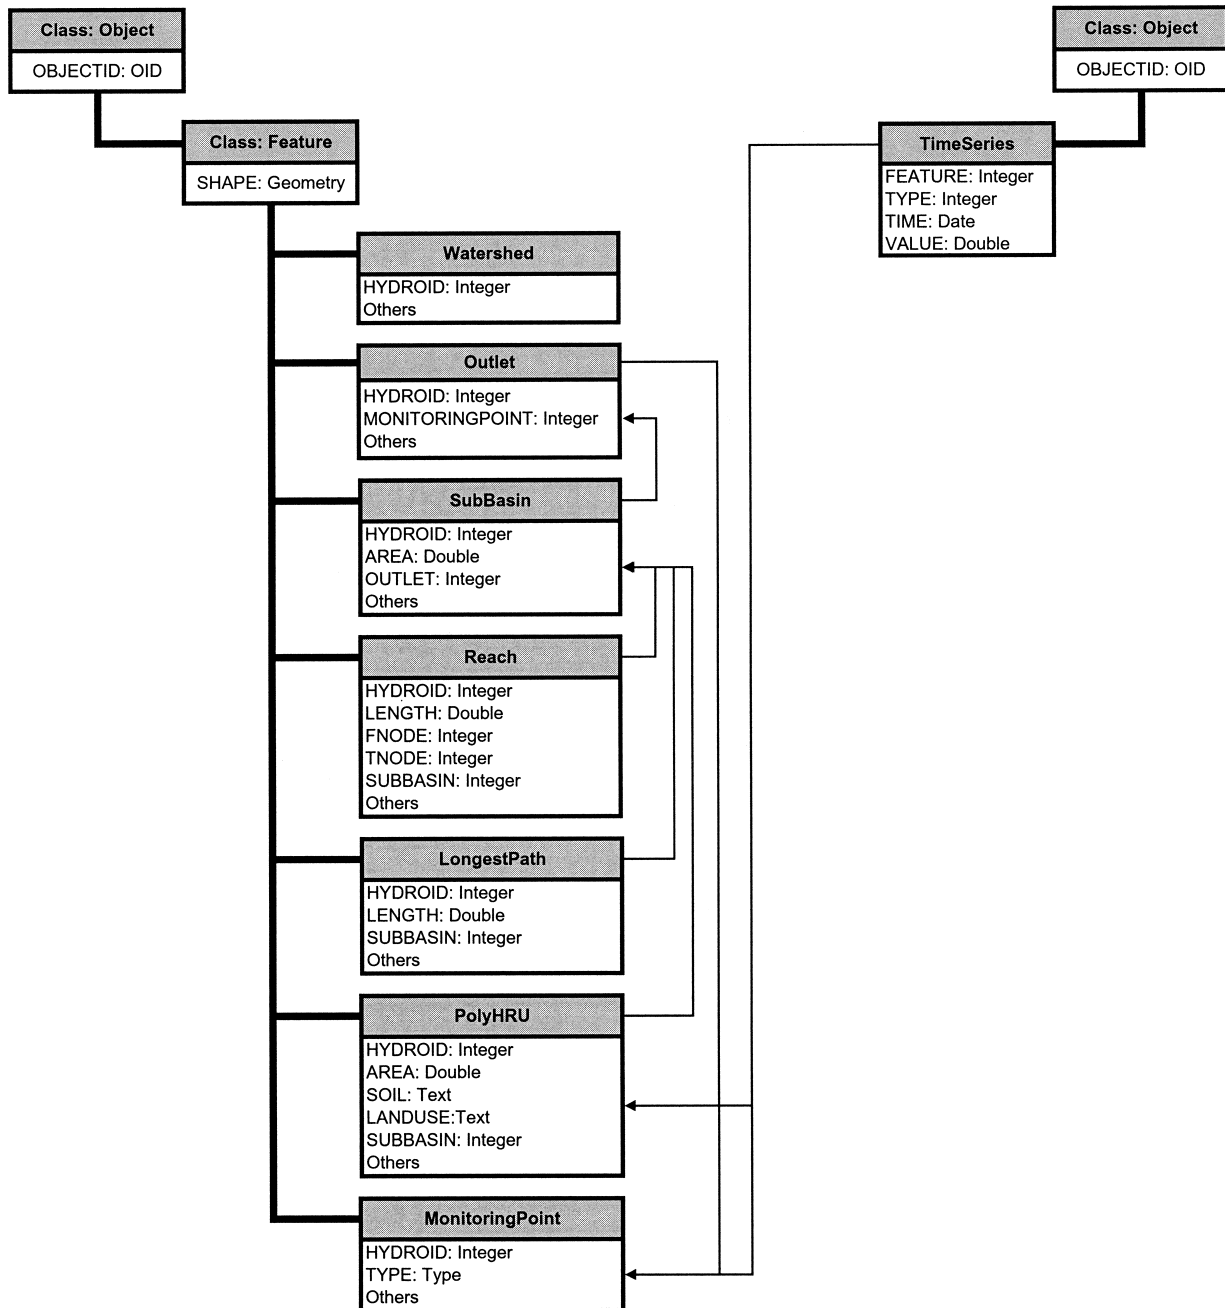 Class: Object
OBJECTID: OID
Class: Object
OBJECTID: OID
Class: Feature
SHAPE: Geometry
TimeSeries
FEATURE: Integer
TYPE: Integer
TIME: Date
VALUE: Double
Watershed
HYDROID: Integer
Others
Outlet
HYDROID: Integer
MONITORINGPOINT: Integer
Others
SubBasin
HYDROID: Integer
AREA: Double
OUTLET: Integer
Others
Reach
HYDROID: Integer
LENGTH: Double
FNODE: Integer
TNODE: Integer
SUBBASIN: Integer
Others
LongestPath
HYDROID: Integer
LENGTH: Double
SUBBASIN: Integer
Others
PolyHRU
HYDROID: Integer
AREA: Double
SOIL: Text
LANDUSE:Text
SUBBASIN: Integer
Others
MonitoringPoint
HYDROID: Integer
TYPE: Type
Others